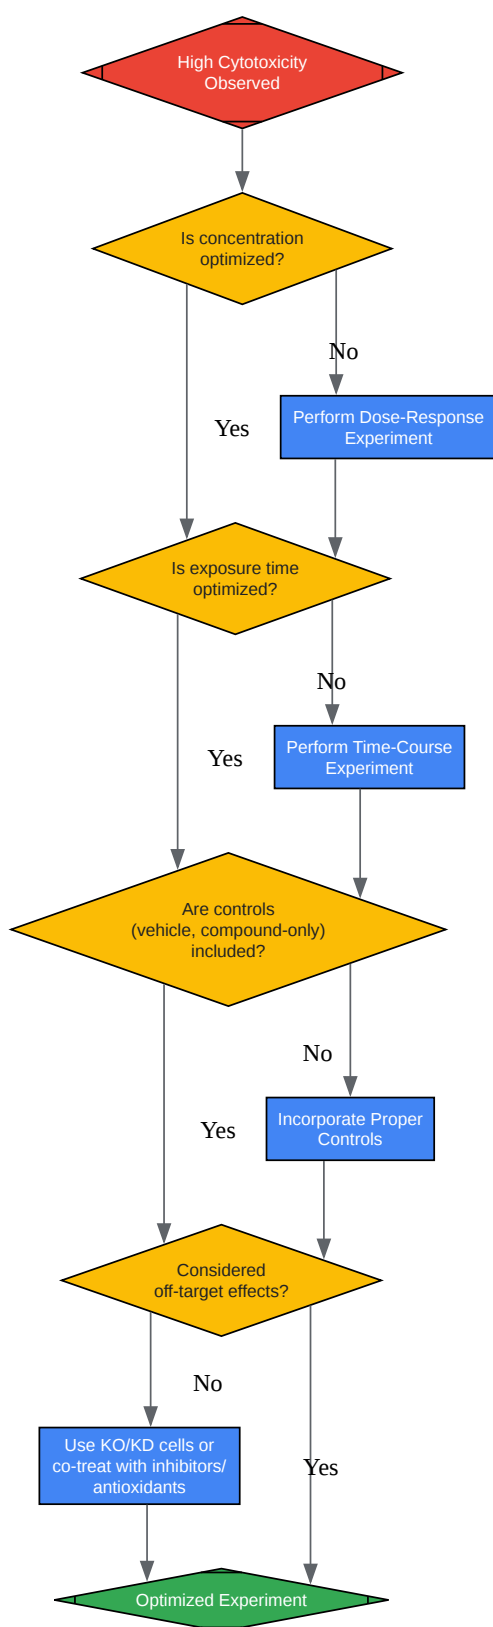 High Cytotoxicity
Observed
Is concentration
optimized?
No
Perform Dose-Response
Experiment
Yes
Is exposure time
optimized?
No
Perform Time-Course
Experiment
Yes
Are controls
(vehicle, compound-only)
included?
No
Incorporate Proper
Controls
Yes
Considered
off-target effects?
No
Use KO/KD cells or
co-treat with inhibitors/
antioxidants
Yes
Optimized Experiment